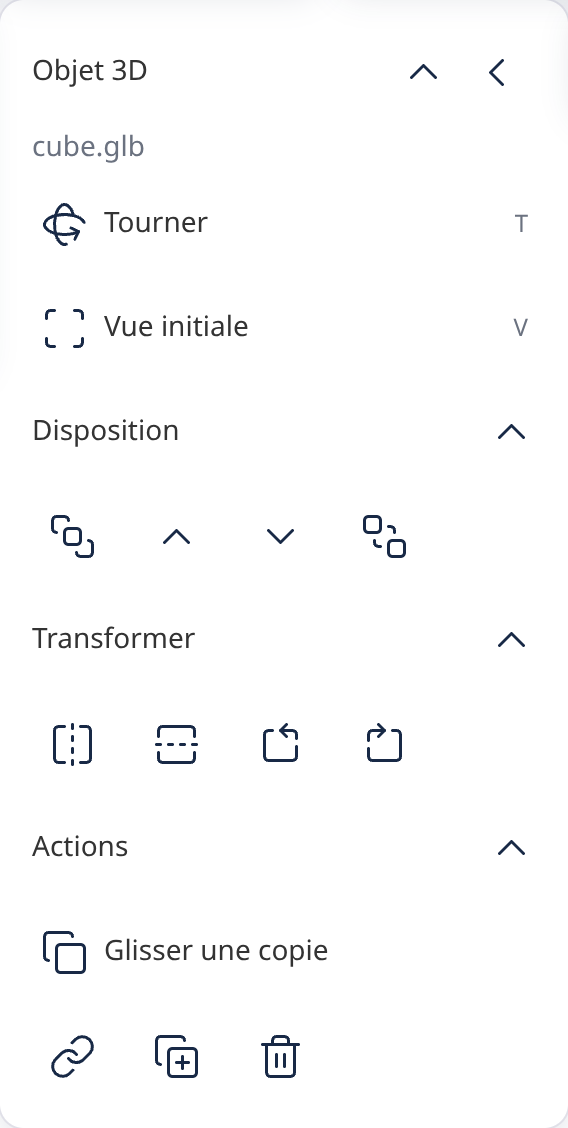 Objet 3D
cube.glb
Tourner T
Vue initiale V
Disposition
Transformer
Actions
Glisser une copie